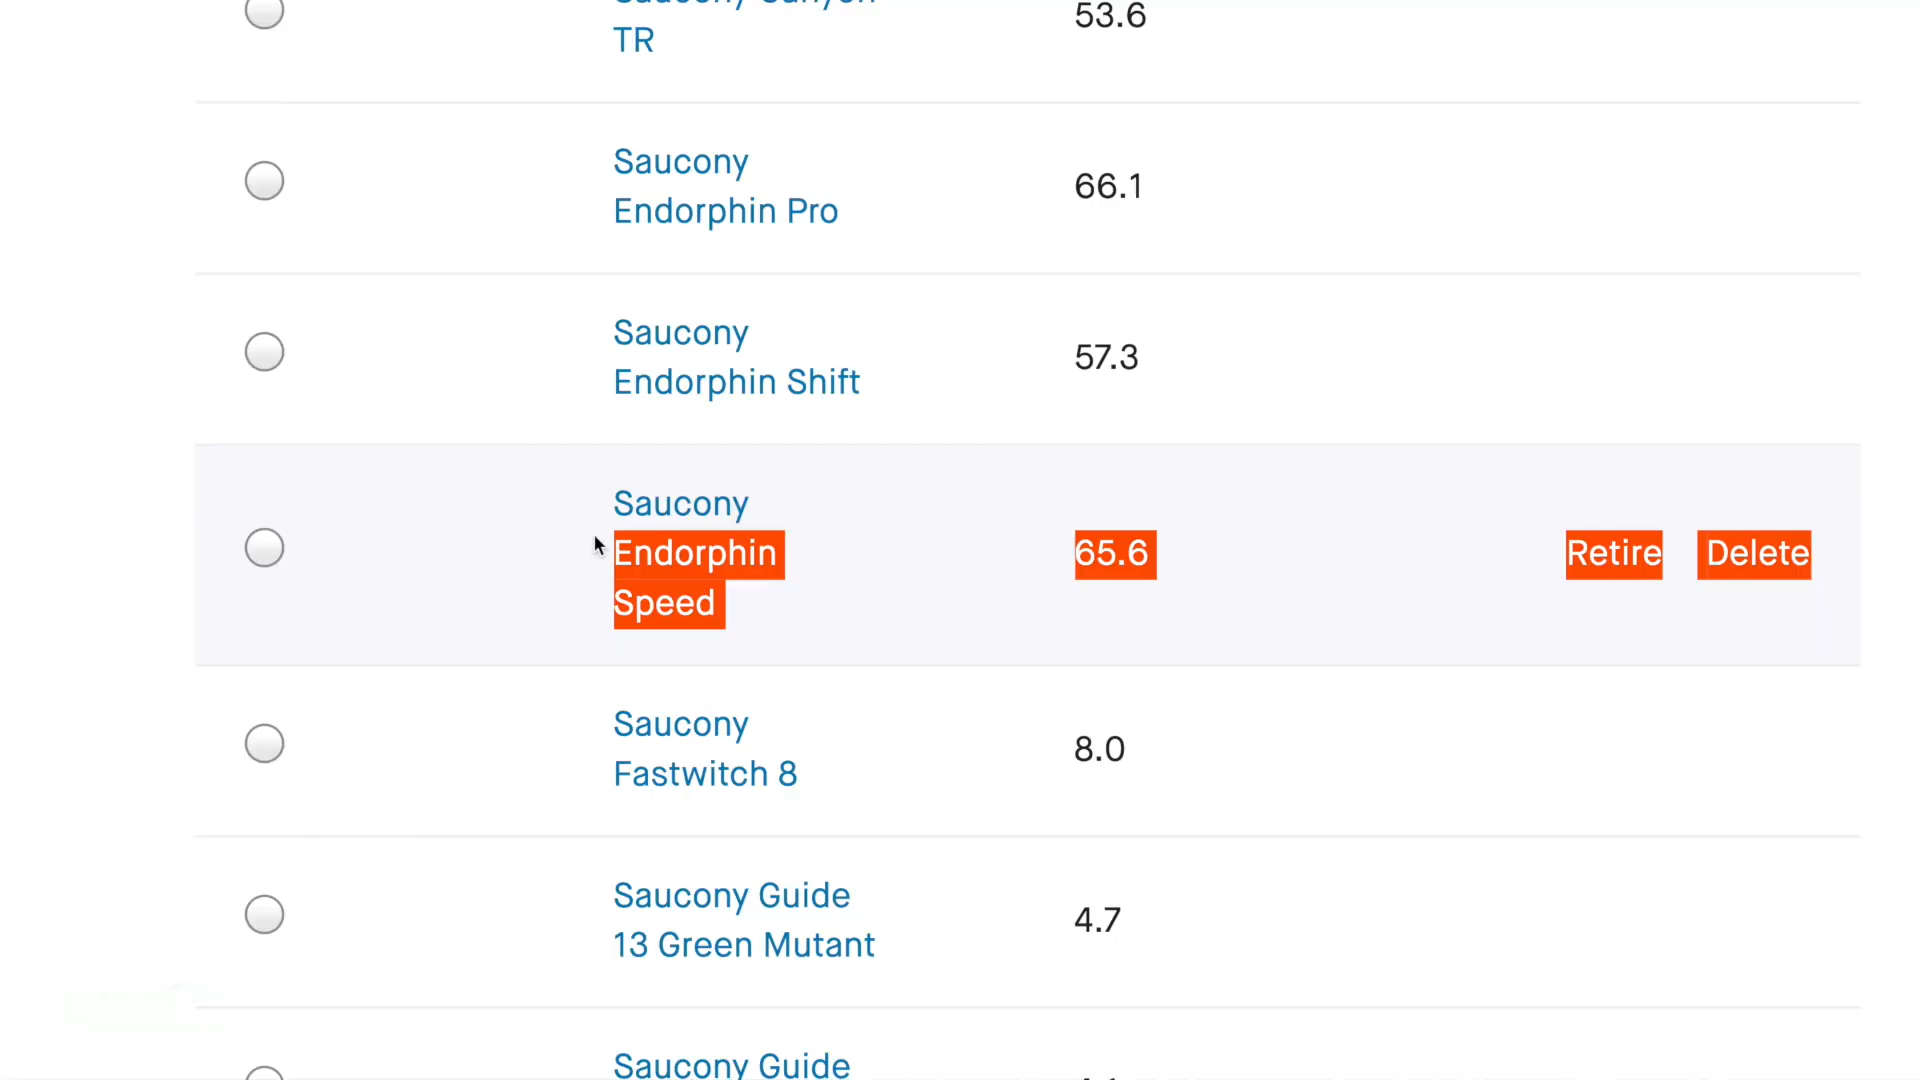 TR
53.6
Saucony
Endorphin Pro
66.1
Saucony
Endorphin Shift
57.3
Saucony
Endorphin
Speed
65.6
Retire Delete
Saucony
Fastwitch 8
8.0
Saucony Guide
13 Green Mutant
4.7
Saucony Guide